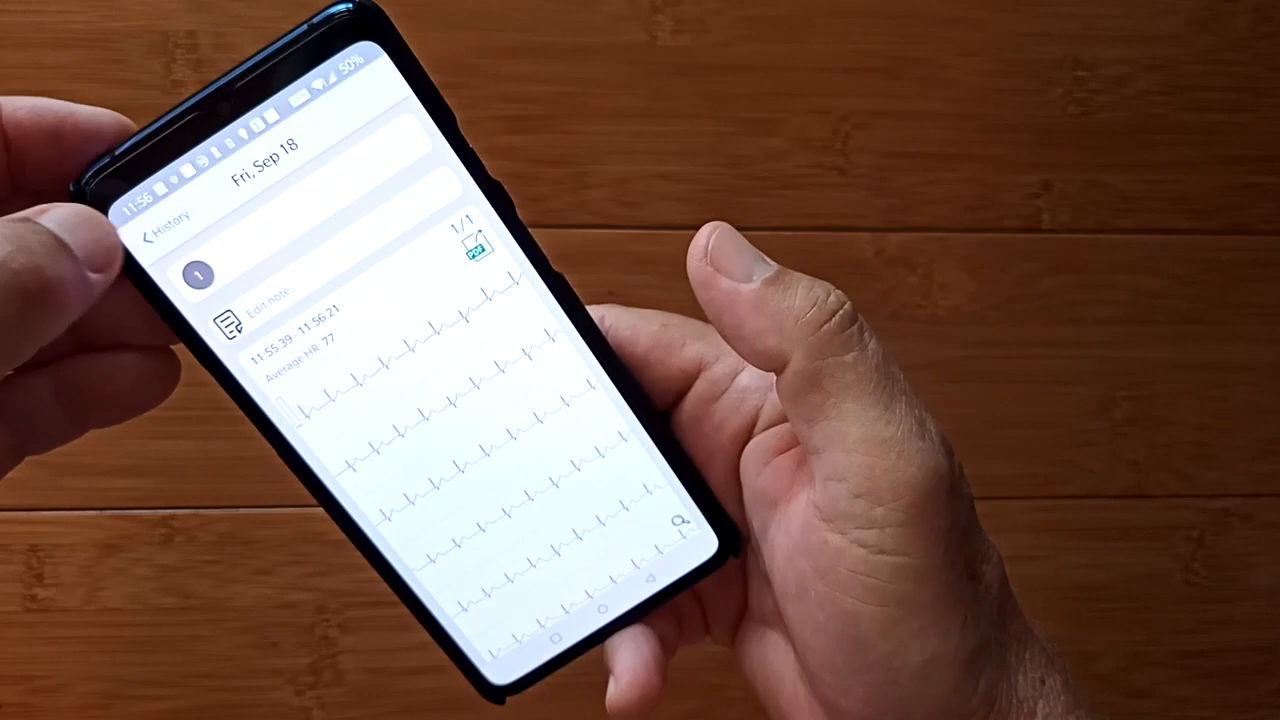 11:56 50%
History
Fri, Sep 18
1
Edit note
1/1
PDF
11:55:39 - 11:56:21
Average HR 77